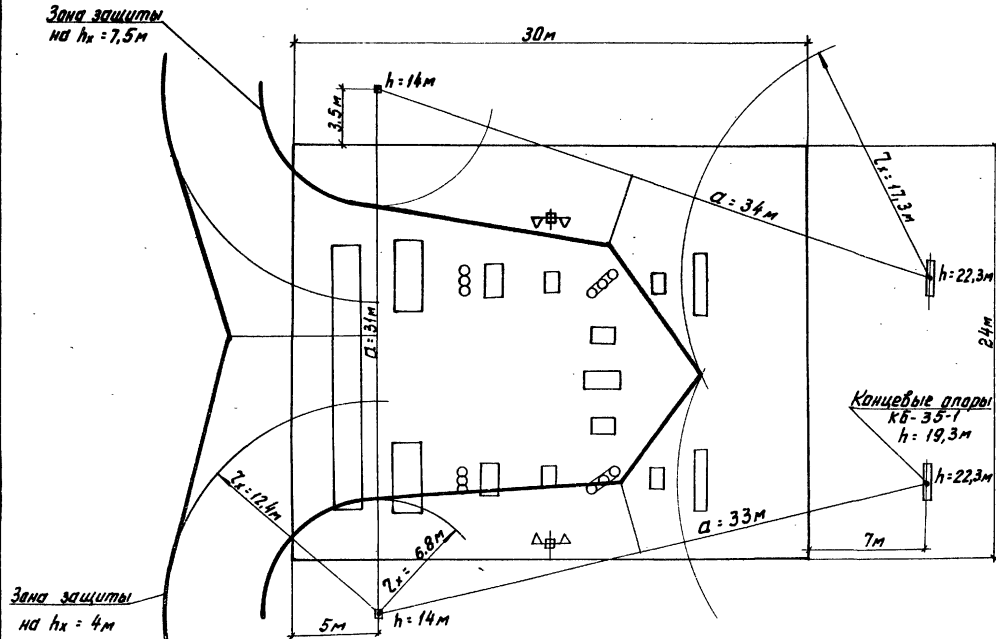 Зона защиты
на hх = 7,5м
30м
h=14м
3.5м
а = 34м
rх = 17,3м
h=22,3м
24м
а = 31м
Концевые опоры
КБ-35-1
h = 19,3м
h=22,3м
rх = 12,4м
а = 33м
7м
rх = 6.8м
Зона защиты
на hх = 4м
5м
h=14м